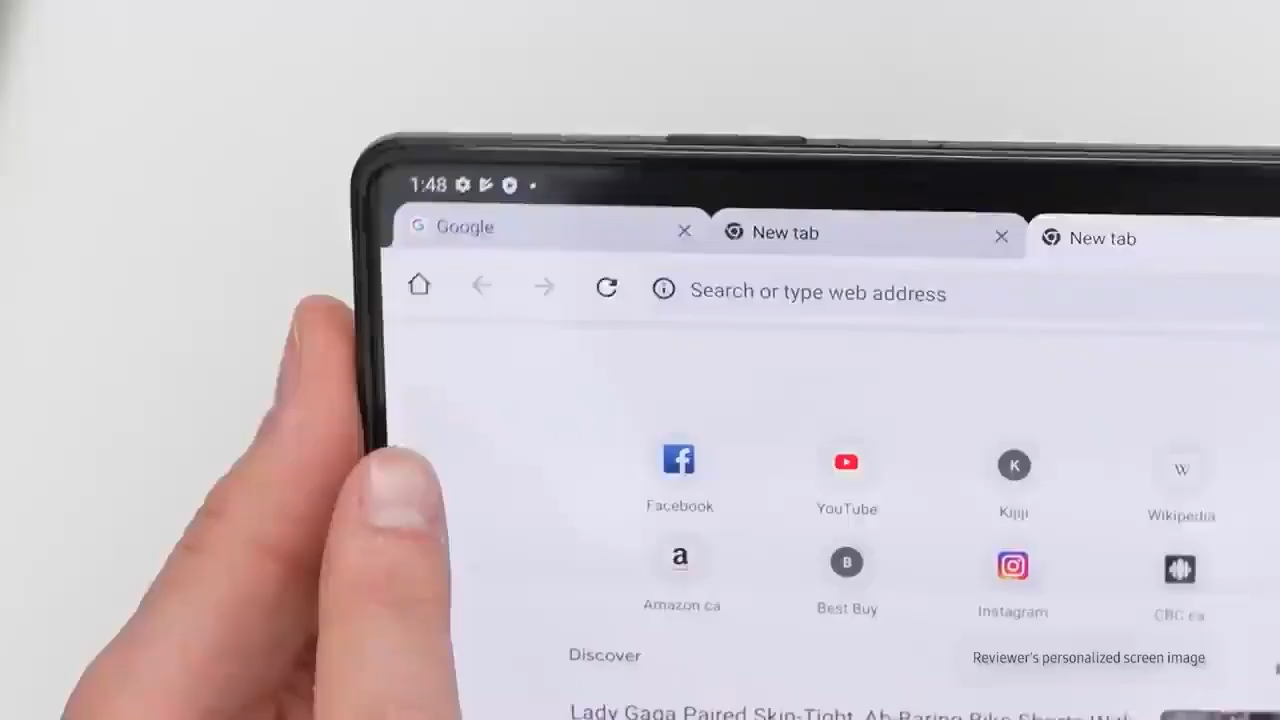 1:48
Google
New tab
New tab
Search or type web address
Facebook
YouTube
Kijiji
Wikipedia
Amazon ca
Best Buy
Instagram
CBC ca
Discover
Reviewer's personalized screen image
Lady Gaga Paired Skin-Tight, Ab-Baring Bike Shorts With